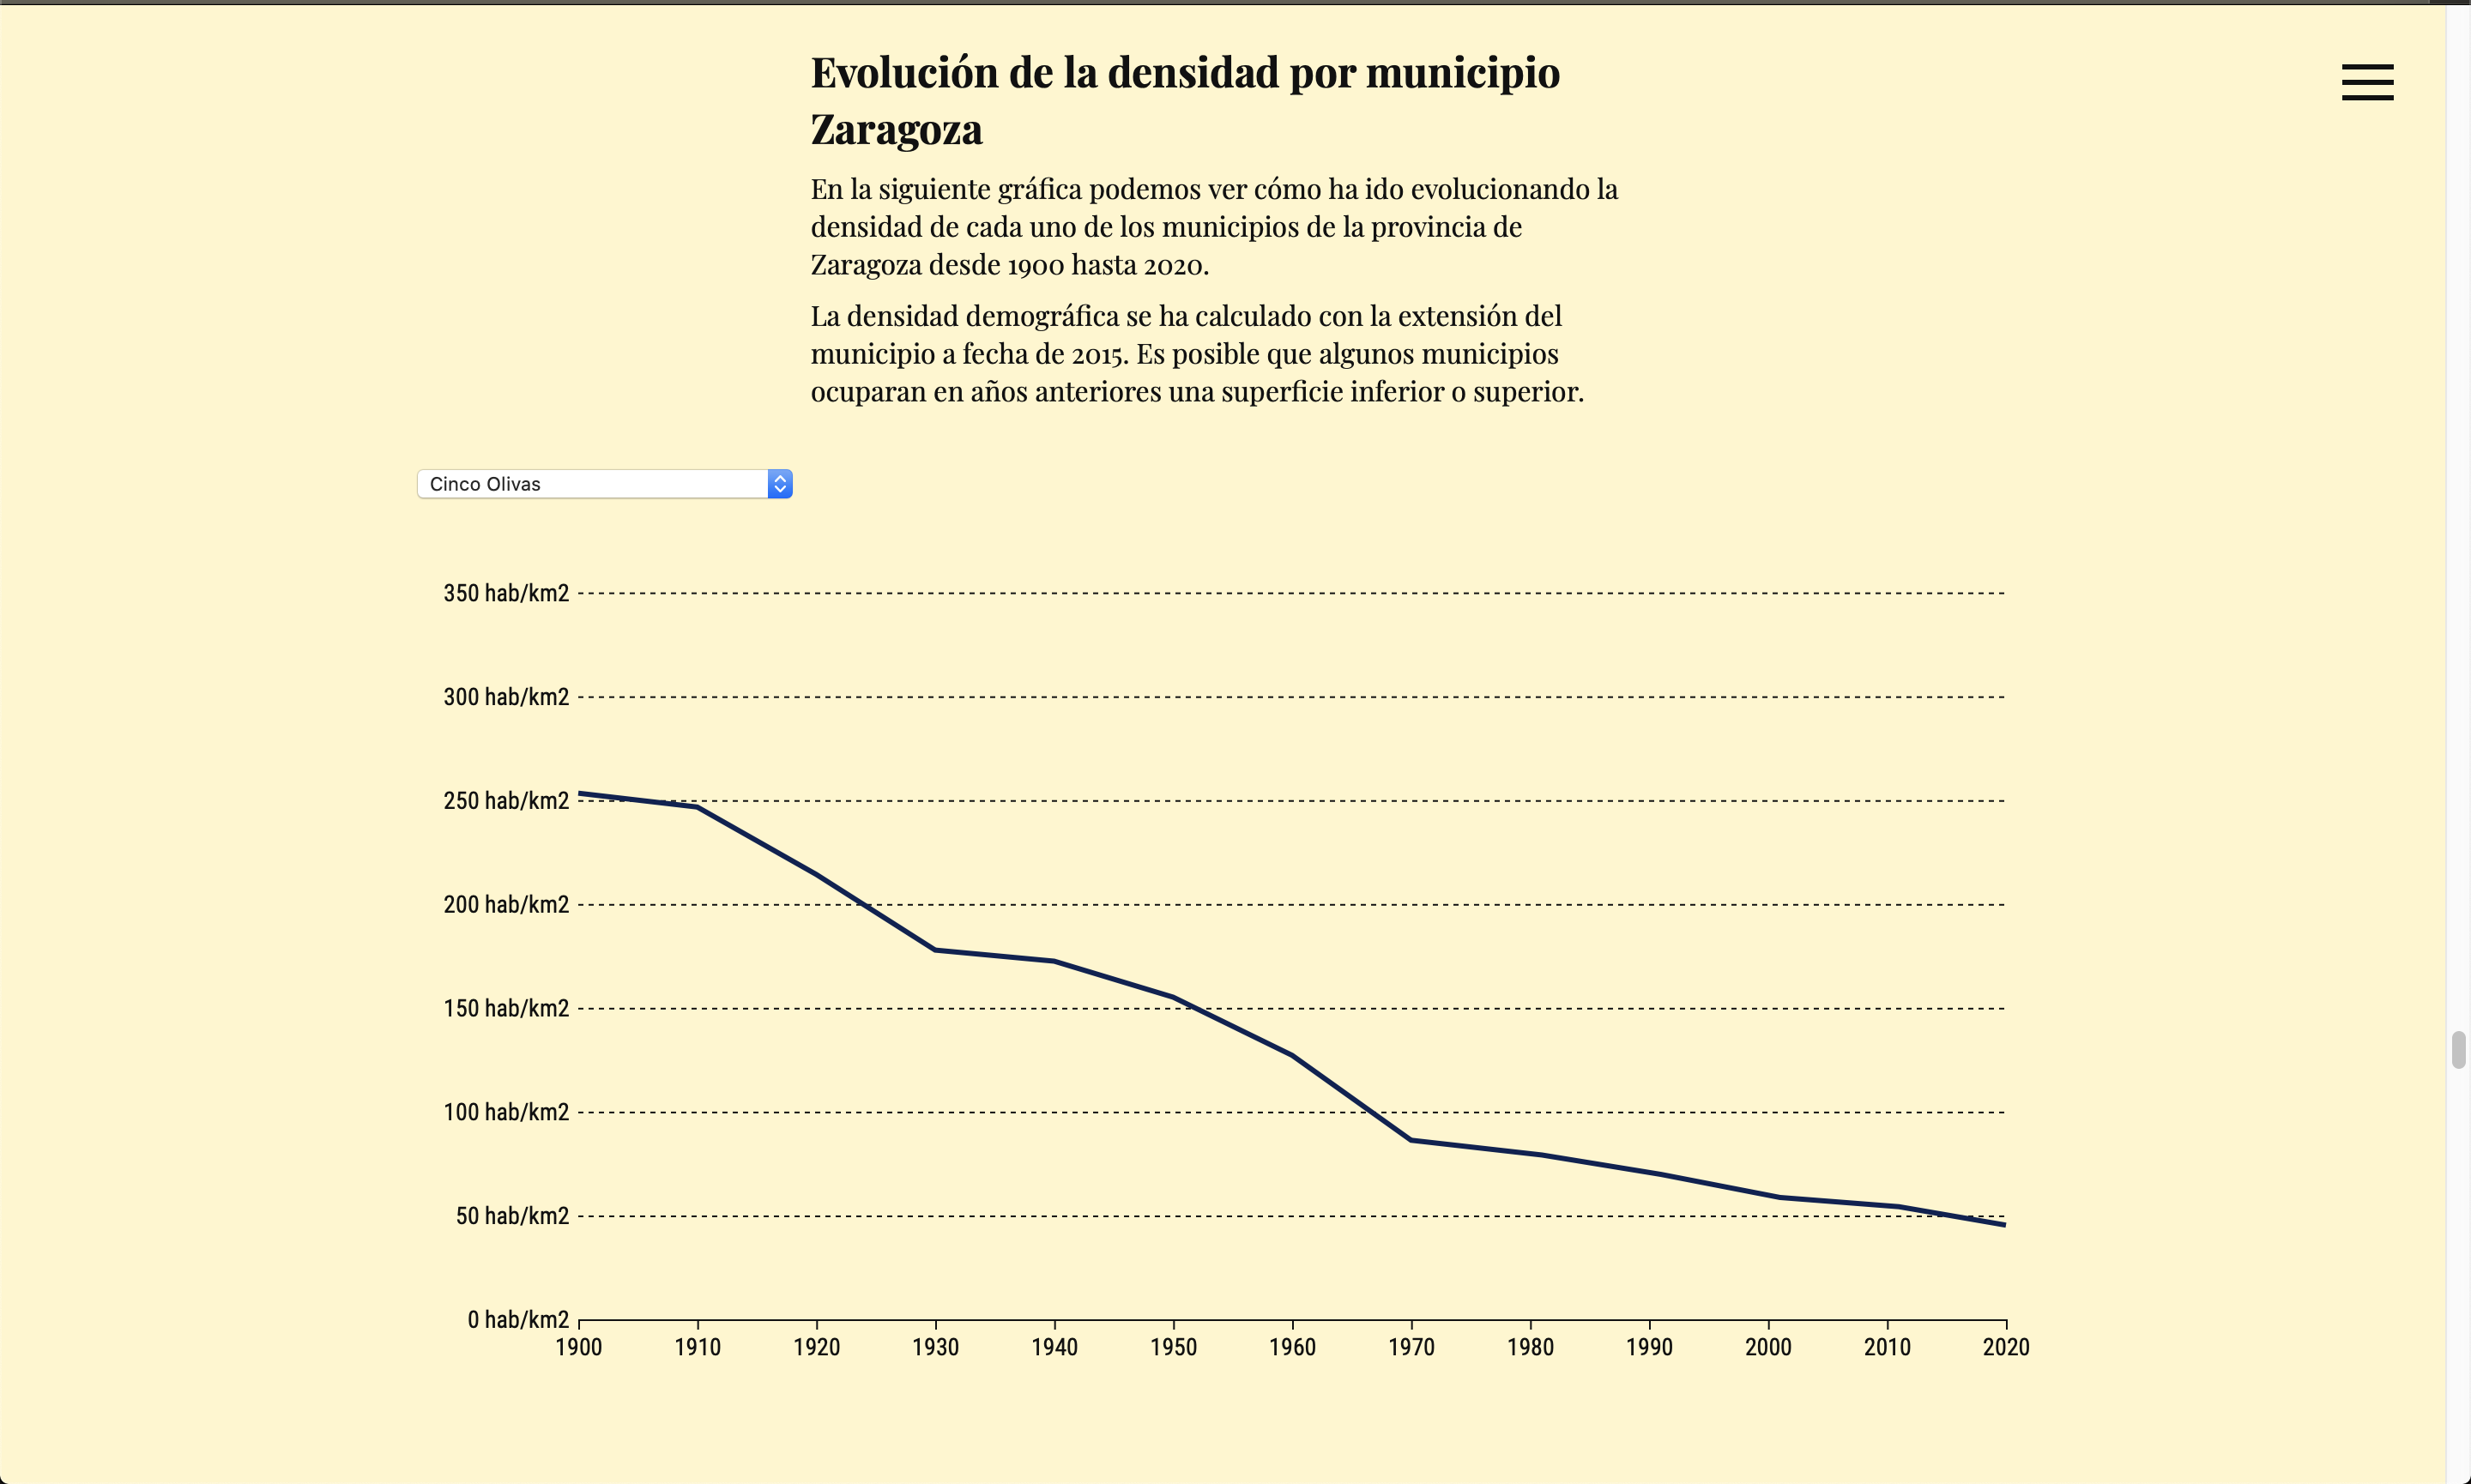 Evolución de la densidad por municipio
Zaragoza
En la siguiente gráfica podemos ver cómo ha ido evolucionando la
densidad de cada uno de los municipios de la provincia de
Zaragoza desde 1900 hasta 2020.
La densidad demográfica se ha calculado con la extensión del
municipio a fecha de 2015. Es posible que algunos municipios
ocuparan en años anteriores una superficie inferior o superior.
Cinco Olivas
350 hab/km2
300 hab/km2
250 hab/km2
200 hab/km2
150 hab/km2
100 hab/km2
50 hab/km2
0 hab/km2
1900 1910 1920 1930 1940 1950 1960 1970 1980 1990 2000 2010 2020